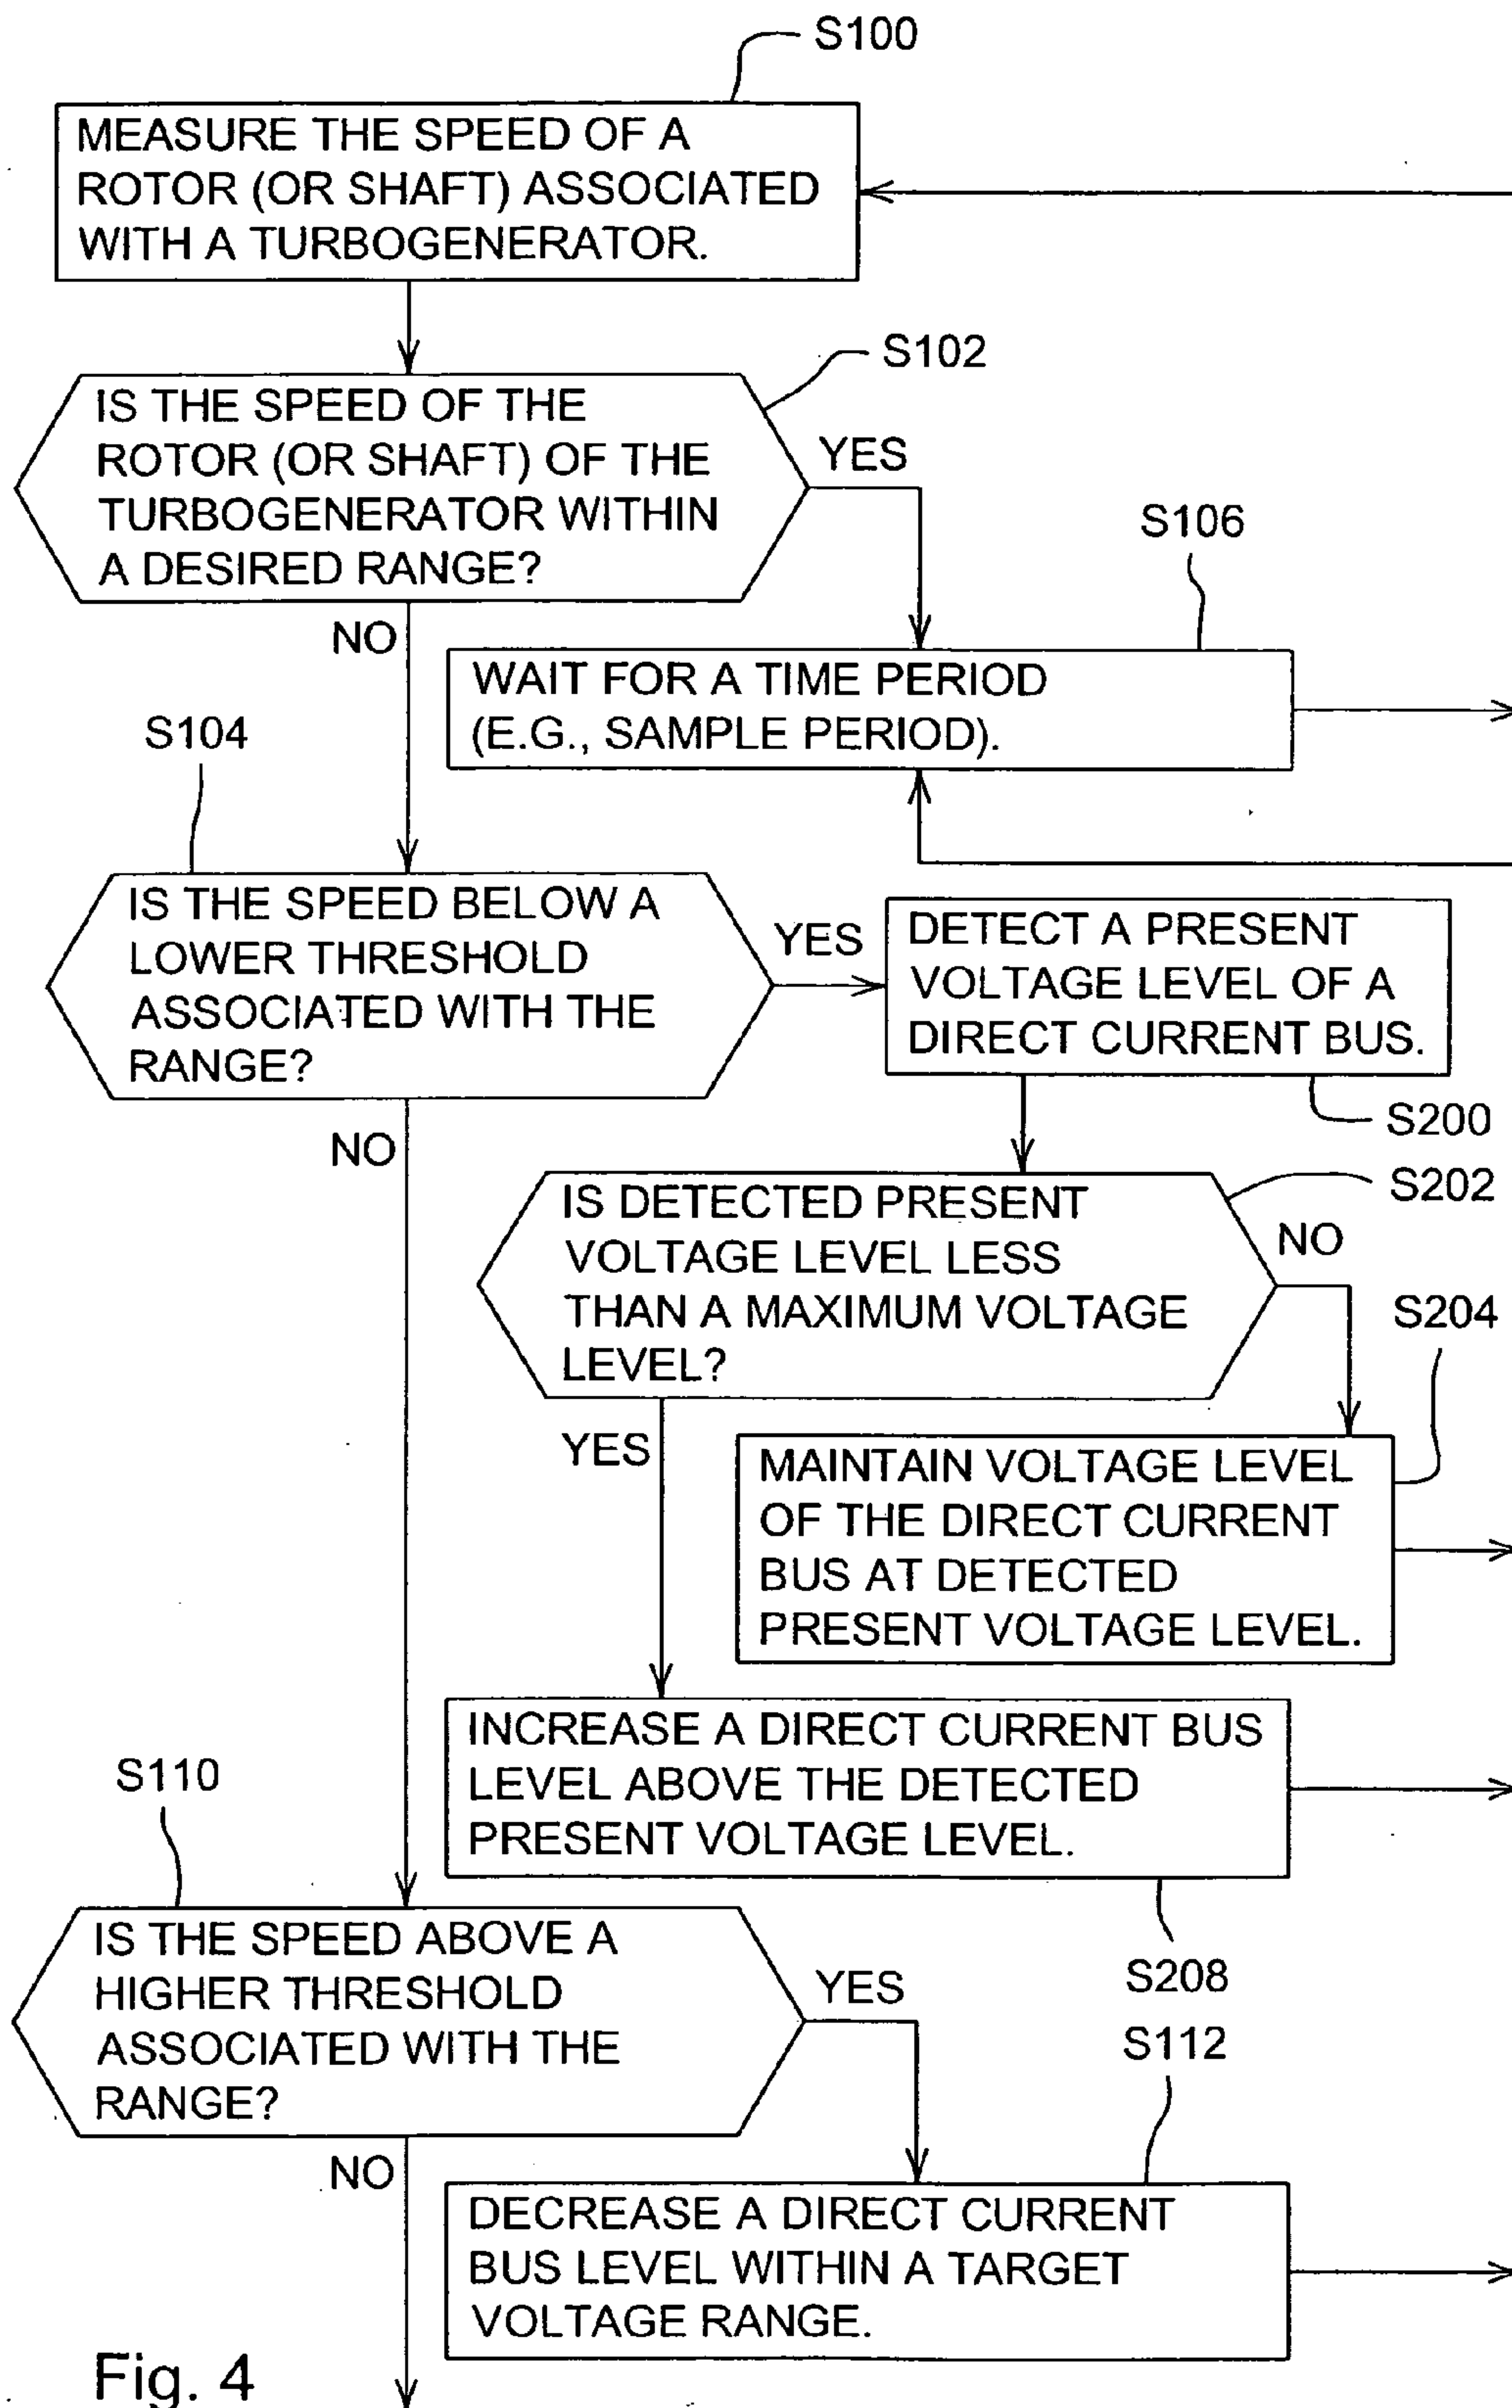 S100
MEASURE THE SPEED OF A
ROTOR (OR SHAFT) ASSOCIATED
WITH A TURBOGENERATOR.
S102
IS THE SPEED OF THE
ROTOR (OR SHAFT) OF THE
TURBOGENERATOR WITHIN
A DESIRED RANGE?
YES
S106
NO
WAIT FOR A TIME PERIOD
(E.G., SAMPLE PERIOD).
S104
IS THE SPEED BELOW A
LOWER THRESHOLD
ASSOCIATED WITH THE
RANGE?
YES
DETECT A PRESENT
VOLTAGE LEVEL OF A
DIRECT CURRENT BUS.
S200
NO
S202
IS DETECTED PRESENT
VOLTAGE LEVEL LESS
THAN A MAXIMUM VOLTAGE
LEVEL?
NO
S204
YES
MAINTAIN VOLTAGE LEVEL
OF THE DIRECT CURRENT
BUS AT DETECTED
PRESENT VOLTAGE LEVEL.
INCREASE A DIRECT CURRENT BUS
LEVEL ABOVE THE DETECTED
PRESENT VOLTAGE LEVEL.
S208
S110
IS THE SPEED ABOVE A
HIGHER THRESHOLD
ASSOCIATED WITH THE
RANGE?
YES
S112
NO
DECREASE A DIRECT CURRENT
BUS LEVEL WITHIN A TARGET
VOLTAGE RANGE.
Fig. 4